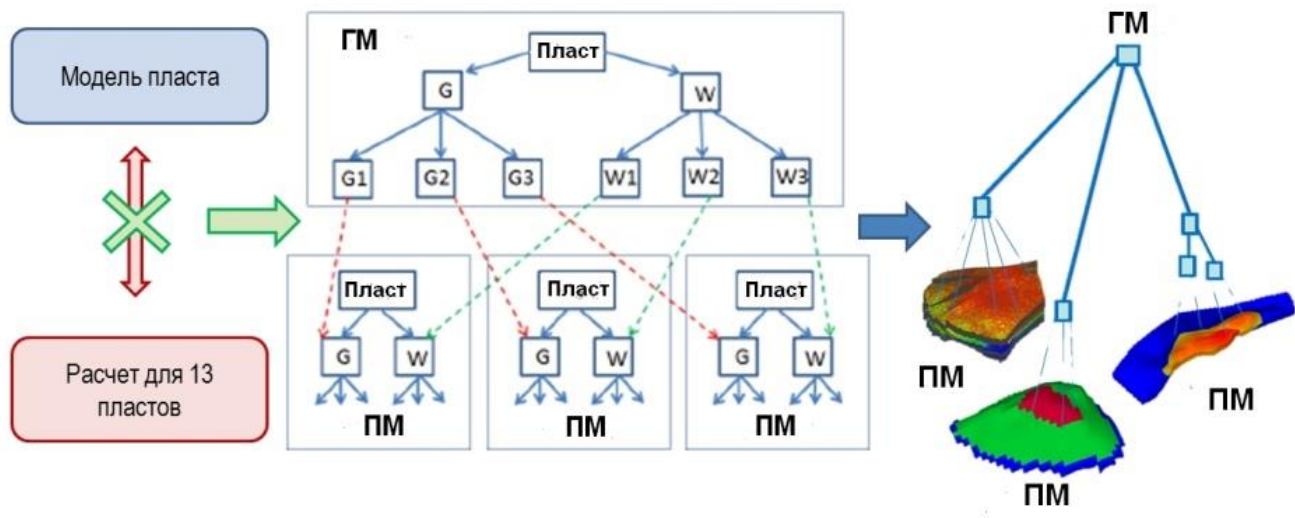 Модель пласта
Расчет для 13
пластов
ГМ
Пласт
G
W
G1
G2
G3
W1
W2
W3
Пласт
G
W
ПМ
Пласт
G
W
ПМ
Пласт
G
W
ПМ
ГМ
ПМ
ПМ
ПМ